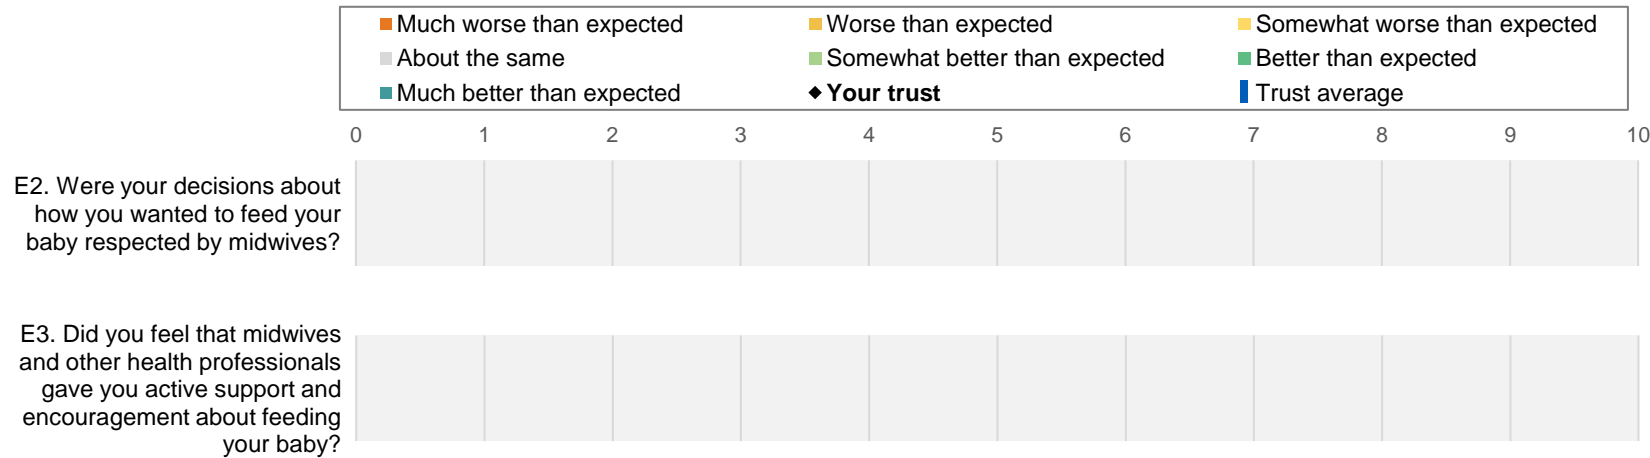 Much worse than expected Worse than expected Somewhat worse than expected
About the same Somewhat better than expected Better than expected
Much better than expected Your trust Trust average
0 1 2 3 4 5 6 7 8 9 10
E2. Were your decisions about
how you wanted to feed your
baby respected by midwives?
E3. Did you feel that midwives
and other health professionals
gave you active support and
encouragement about feeding
your baby?